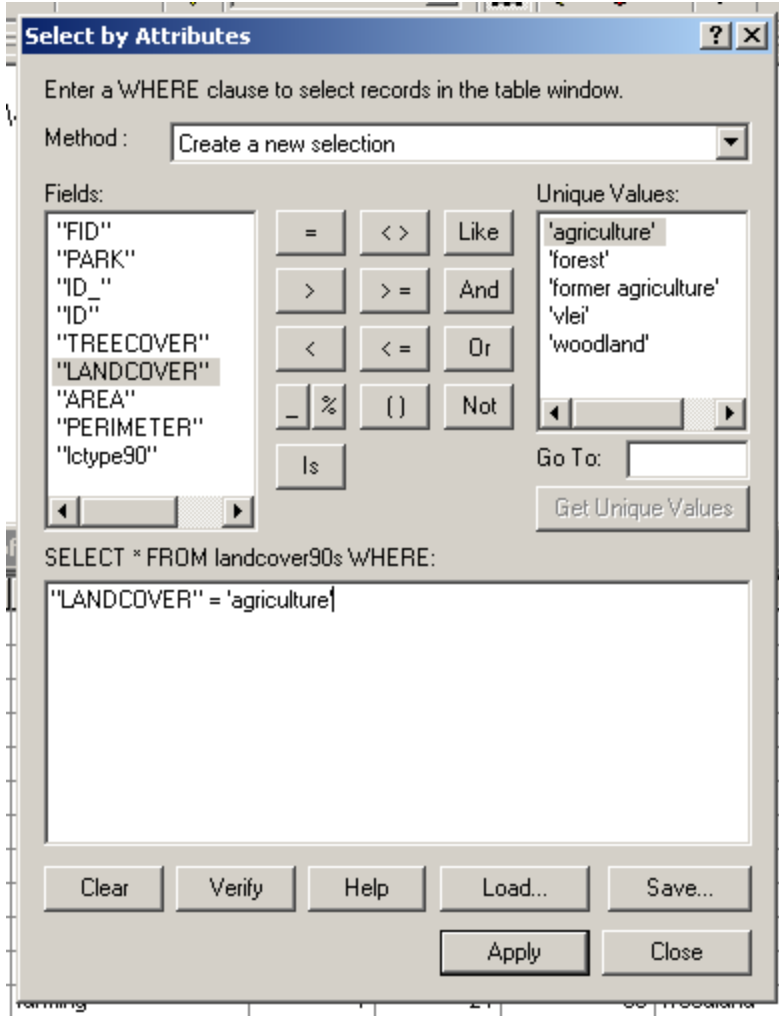 Select by Attributes
Enter a WHERE clause to select records in the table window.
Method :
Create a new selection
Fields:
"FID"
"PARK"
"ID_"
"ID"
"TREECOVER"
"LANDCOVER"
"AREA"
"PERIMETER"
"lctype90"
=
< >
Like
>
> =
And
<
< =
Or
_
%
( )
Not
Is
Unique Values:
'agriculture'
'forest'
'former agriculture'
'vlei'
'woodland'
Go To:
Get Unique Values
SELECT * FROM landcover90s WHERE:
"LANDCOVER" = 'agriculture'
Clear
Verify
Help
Load...
Save...
Apply
Close